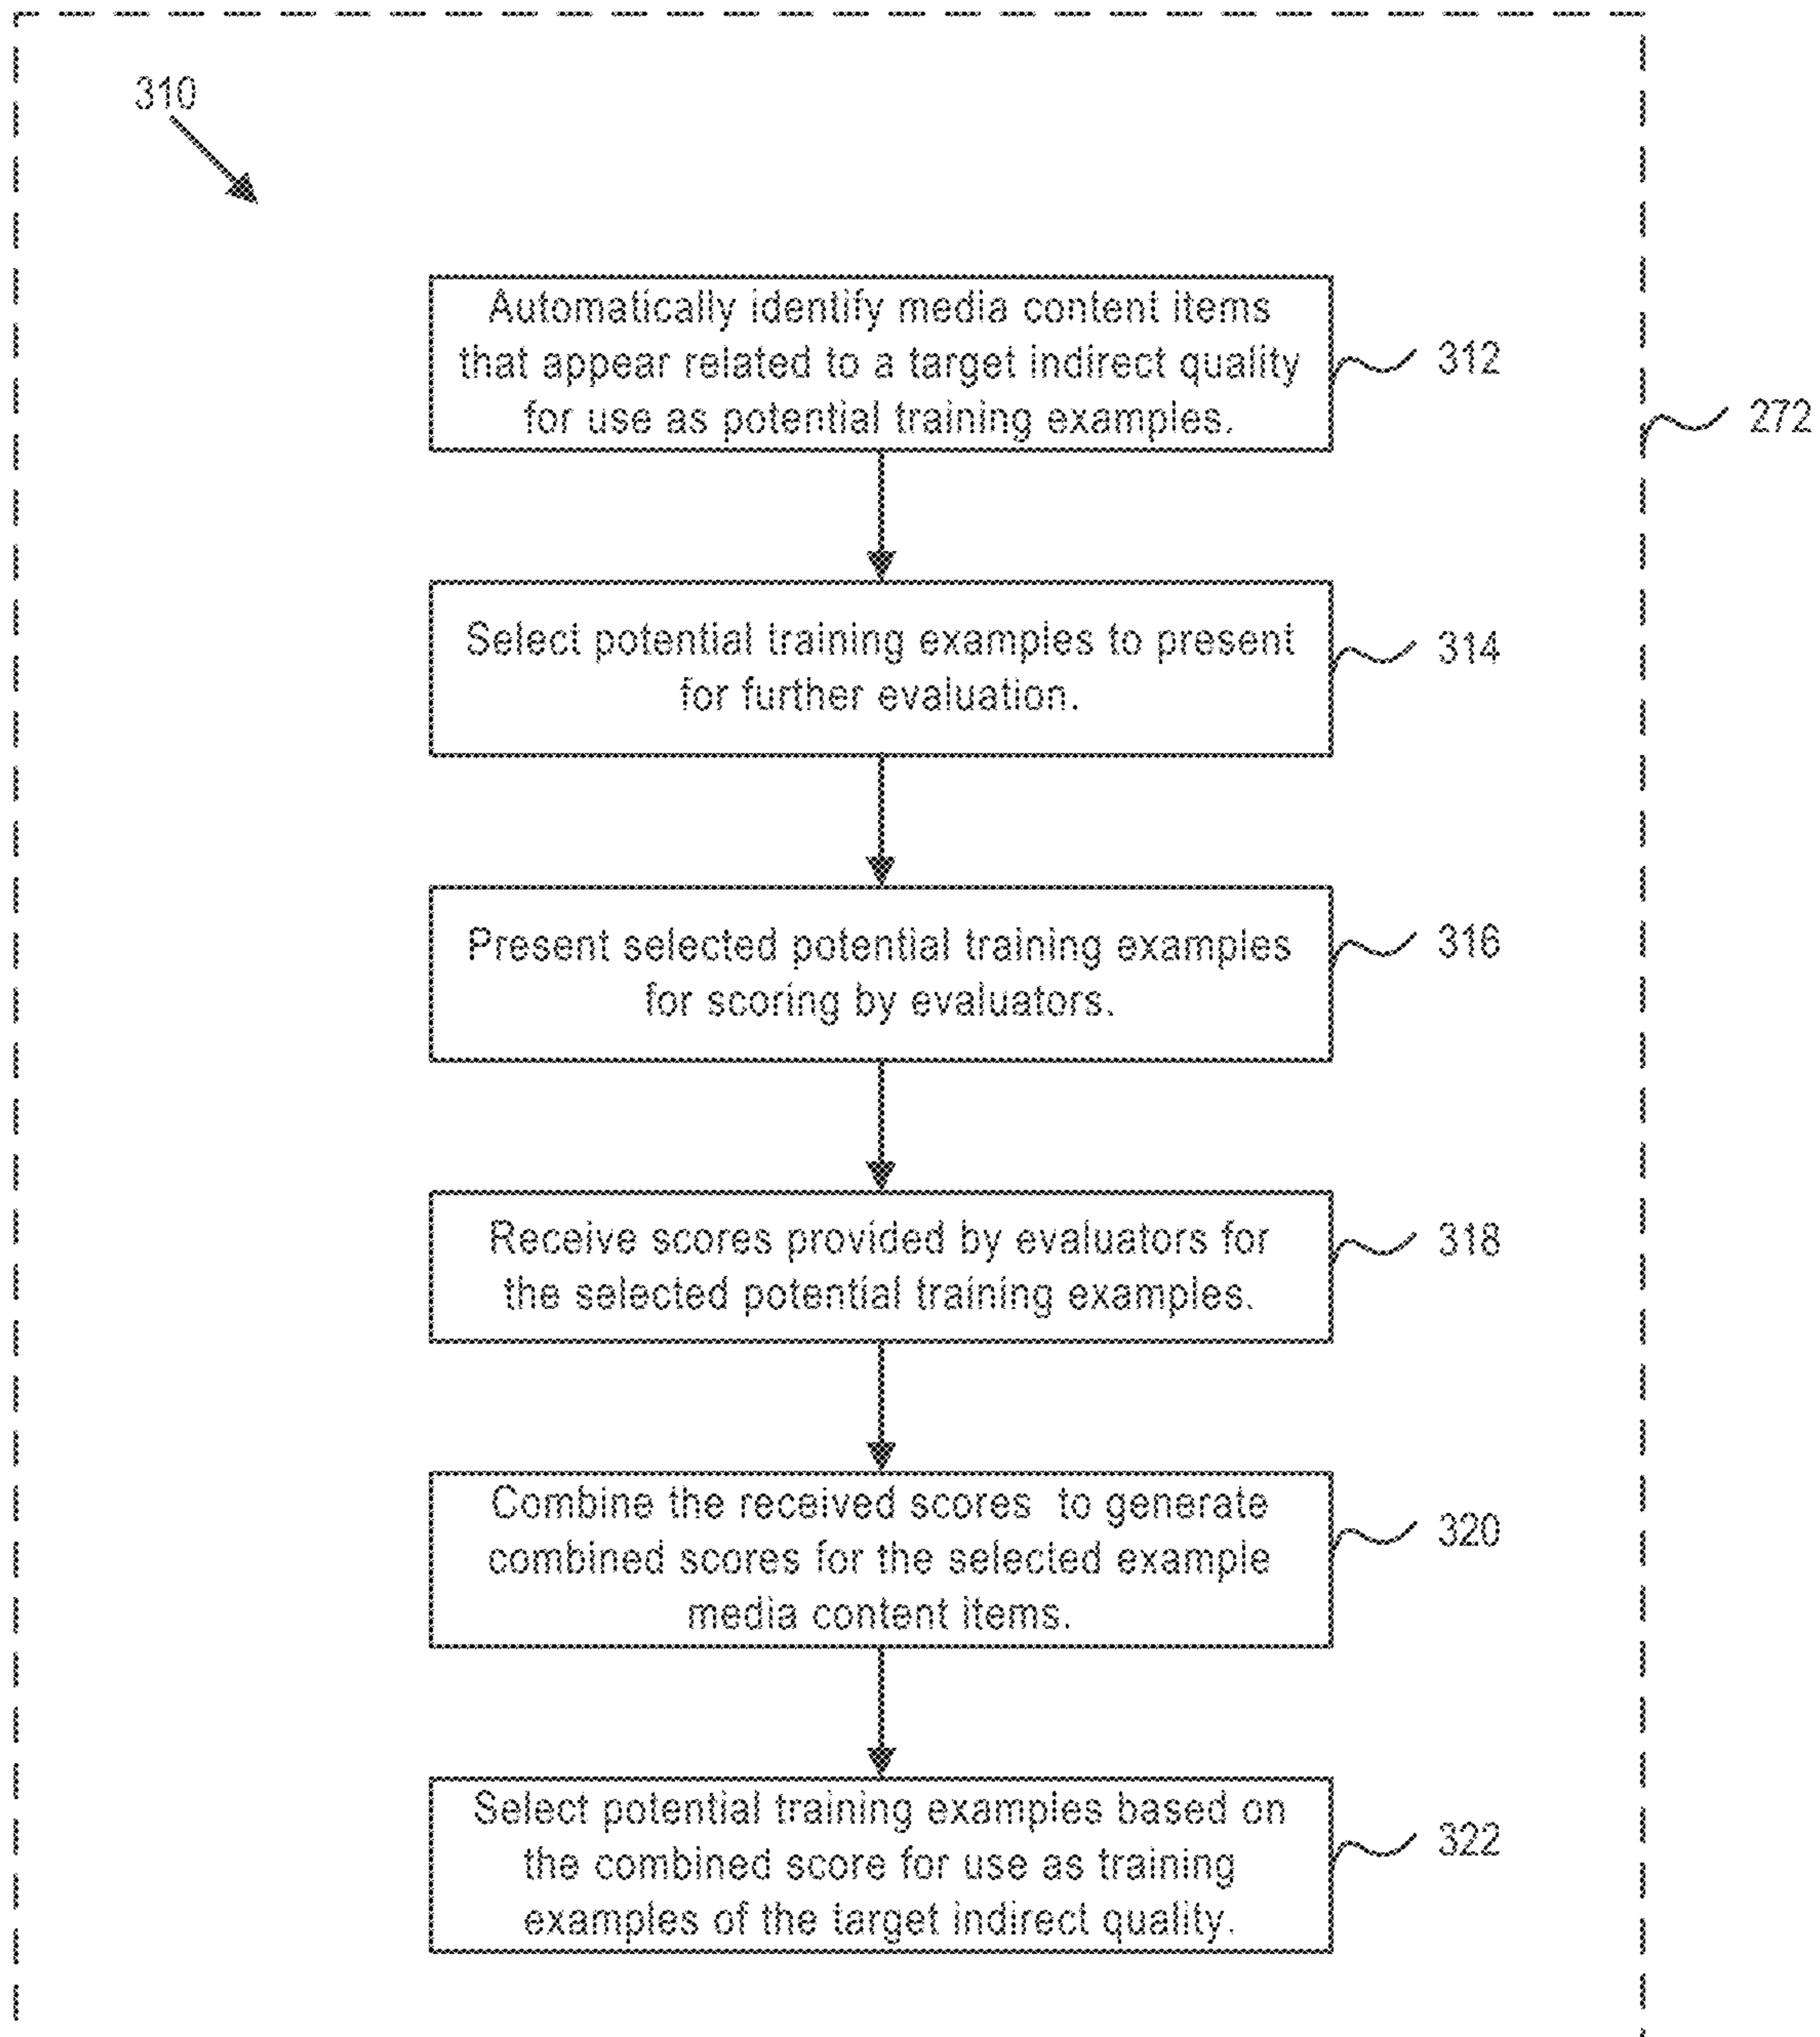 310
Automatically identify media content items
that appear related to a target indirect quality
for use as potential training examples.
312
272
Select potential training examples to present
for further evaluation.
314
Present selected potential training examples
for scoring by evaluators.
316
Receive scores provided by evaluators for
the selected potential training examples.
318
Combine the received scores  to generate
combined scores for the selected example
media content items.
320
Select potential training examples based on
the combined score for use as training
examples of the target indirect quality.
322